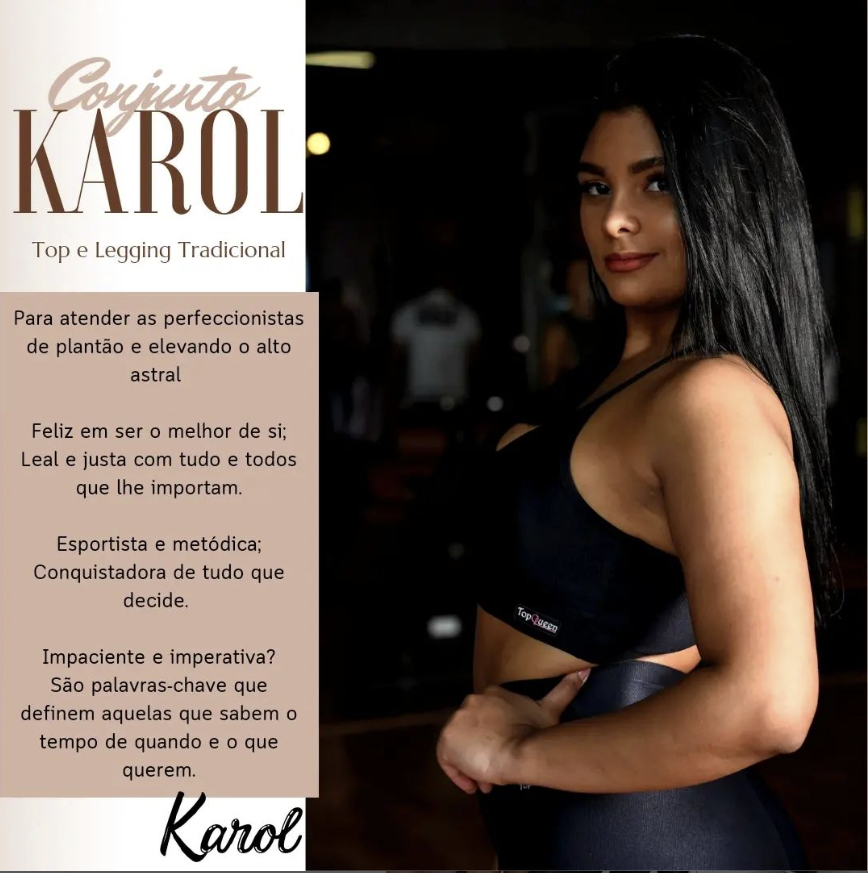 Conjunto
KAROL
Top e Legging Tradicional
Para atender as perfeccionistas
de plantão e elevando o alto
astral
Feliz em ser o melhor de si;
Leal e justa com tudo e todos
que lhe importam.
Esportista e metódica;
Conquistadora de tudo que
decide.
Impaciente e imperativa?
São palavras-chave que
definem aquelas que sabem o
tempo de quando e o que
querem.
Karol
TopQueen